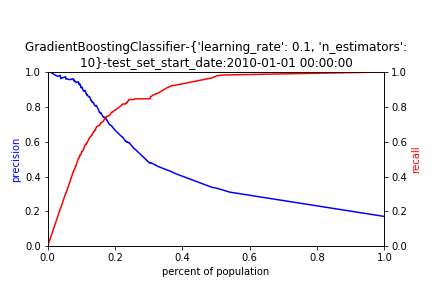 GradientBoostingClassifier-{'learning_rate': 0.1, 'n_estimators':
10}-test_set_start_date:2010-01-01 00:00:00
1.0
0.8
0.6
0.4
0.2
0.0
precision
1.0
0.8
0.6
0.4
0.2
0.0
recall
0.0 0.2 0.4 0.6 0.8 1.0
percent of population